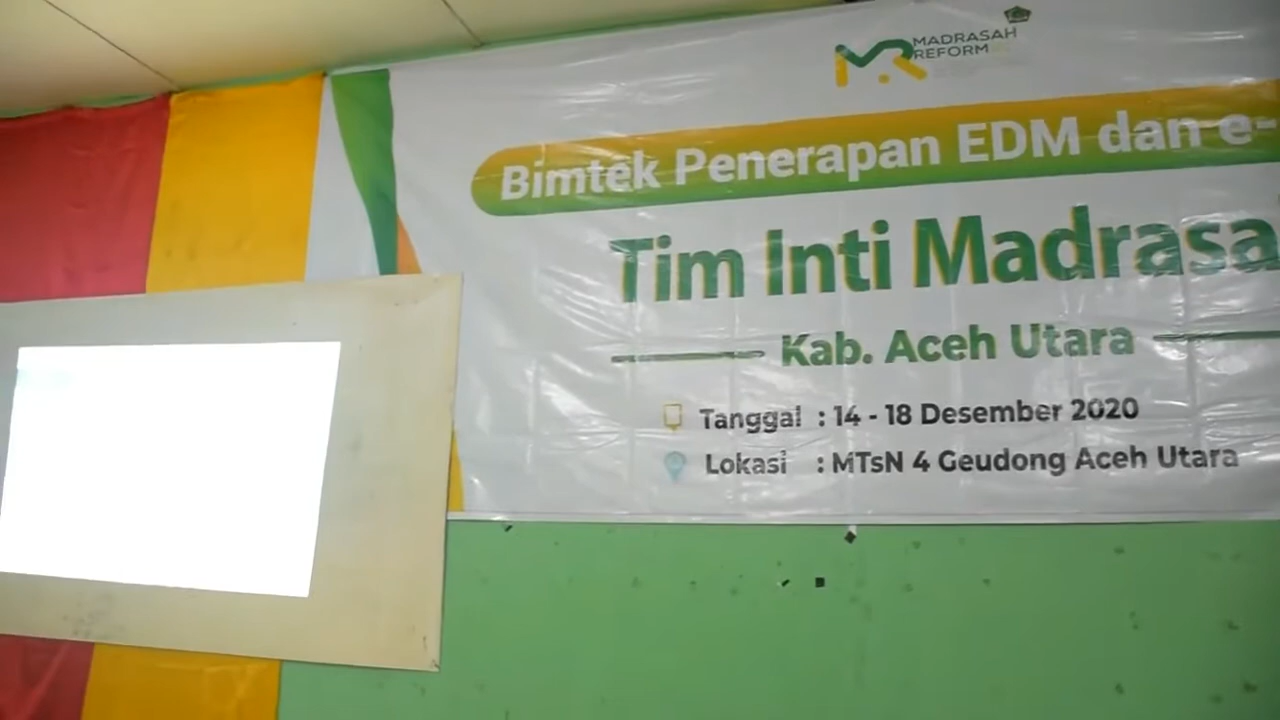 MADRASAH
REFORM
Bimtek Penerapan EDM dan e-
Tim Inti Madrasa
Kab. Aceh Utara
Tanggal : 14 - 18 Desember 2020
Lokasi : MTsN 4 Geudong Aceh Utara